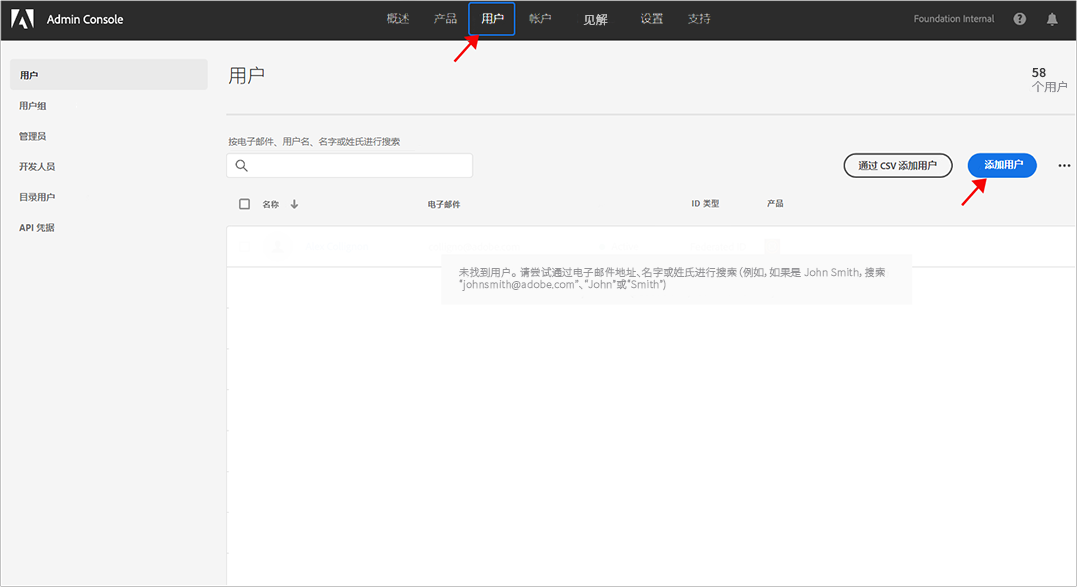 Admin Console
概述 产品 用户 帐户 见解 设置 支持 Foundation Internal
用户
用户组
管理员
开发人员
目录用户
API 凭据
用户
58
个用户
按电子邮件、用户名、名字或姓氏进行搜索
通过 CSV 添加用户 添加用户
名称 电子邮件 ID 类型 产品
未找到用户。请尝试通过电子邮件地址、名字或姓氏进行搜索(例如, 如果是 John Smith, 搜索
"johnsmith@adobe.com"、"John"或"Smith")